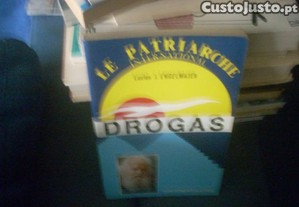 CustoJusto.pt
LE PATRIARCHE
INTERNATIONAL
DROGAS